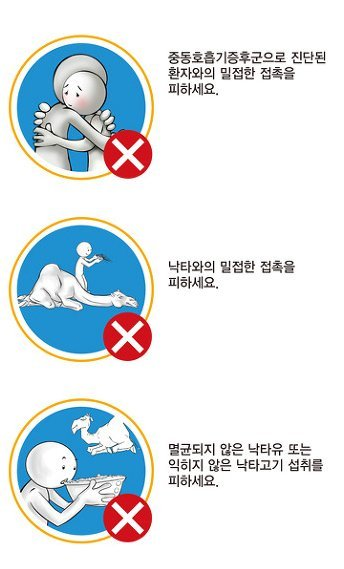 중동호흡기증후군으로 진단된
환자와의 밀접한 접촉을
피하세요.
낙타와의 밀접한 접촉을
피하세요.
멸균되지 않은 낙타유 또는
익히지 않은 낙타고기 섭취를
피하세요.